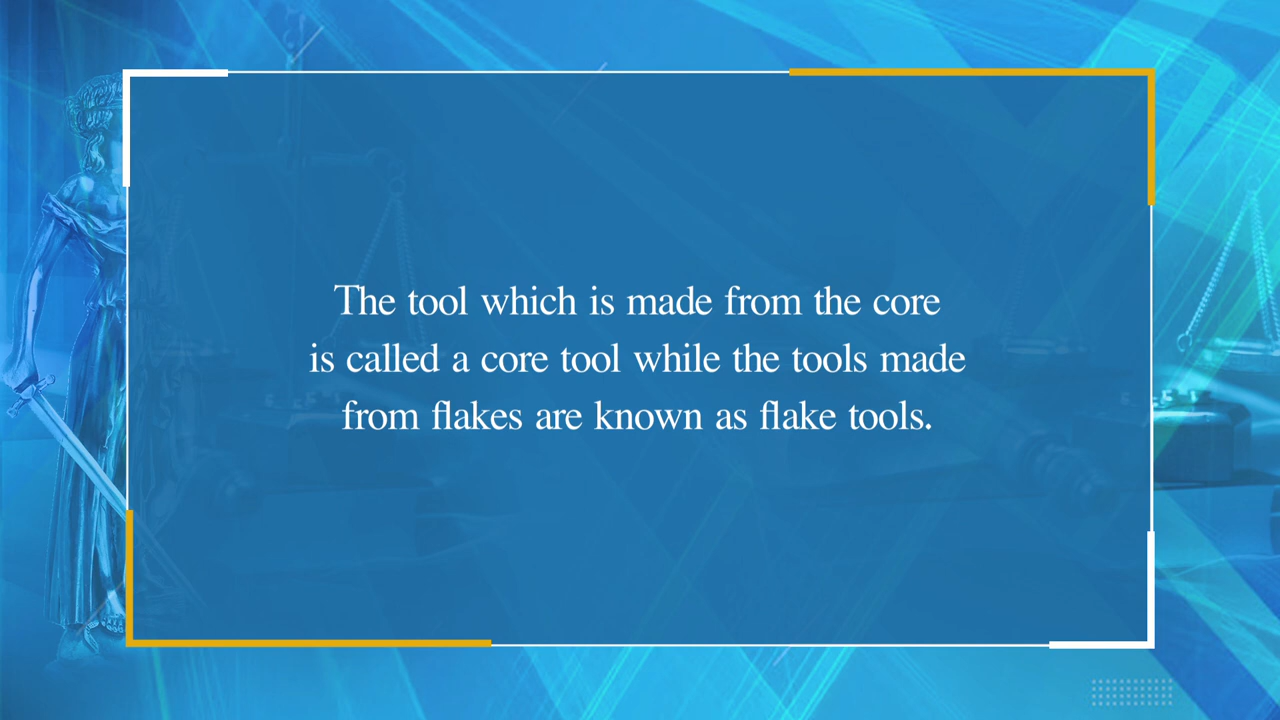 The tool which is made from the core
is called a core tool while the tools made
from flakes are known as flake tools.